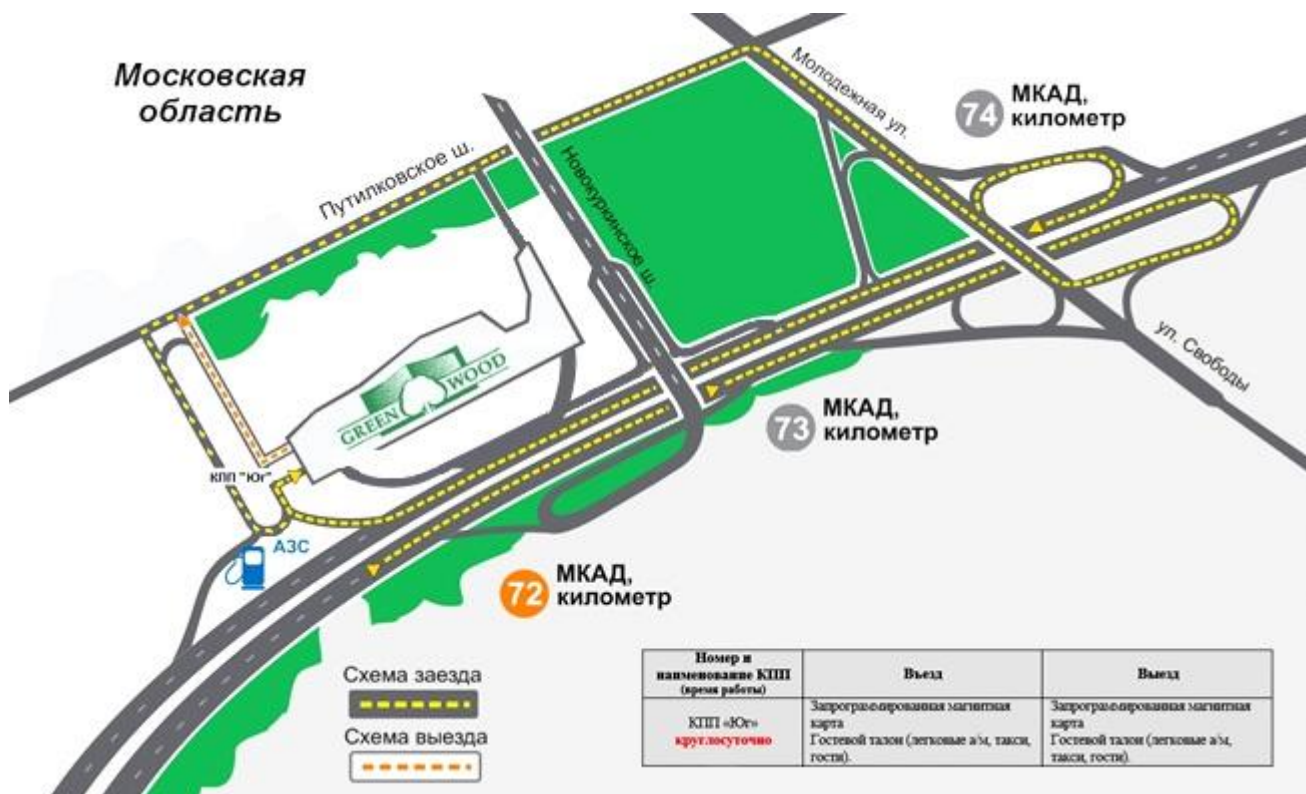 Московская
область
Молодежная ул.
74
МКАД,
километр
Путилковское ш.
Новокуркинское ш.
GREEN WOOD
ул. Свободы
73
МКАД,
километр
КПП "Юг"
АЗС
72
МКАД,
километр
Схема заезда
Схема выезда
Номер и
наименование КПП
(время работы)
Въезд
Выезд
КПП «Юг»
круглосуточно
Запрограммированная магнитная
карта
Гостевой талон (легковые а/м, такси,
гости).
Запрограммированная магнитная
карта
Гостевой талон (легковые а/м,
такси, гости).